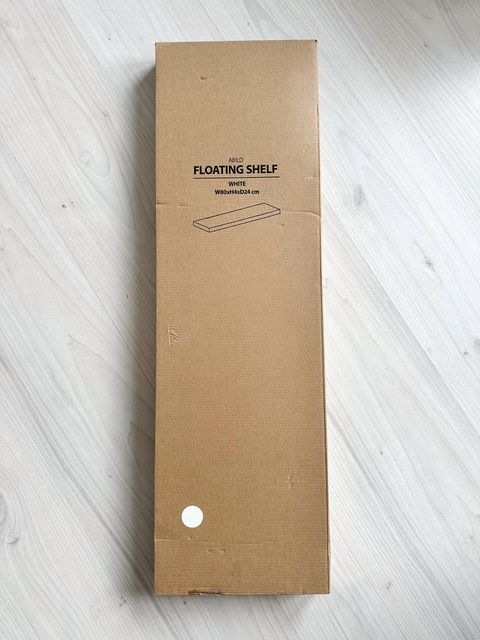 ABILD
FLOATING SHELF
WHITE
W80xH4xD24 cm